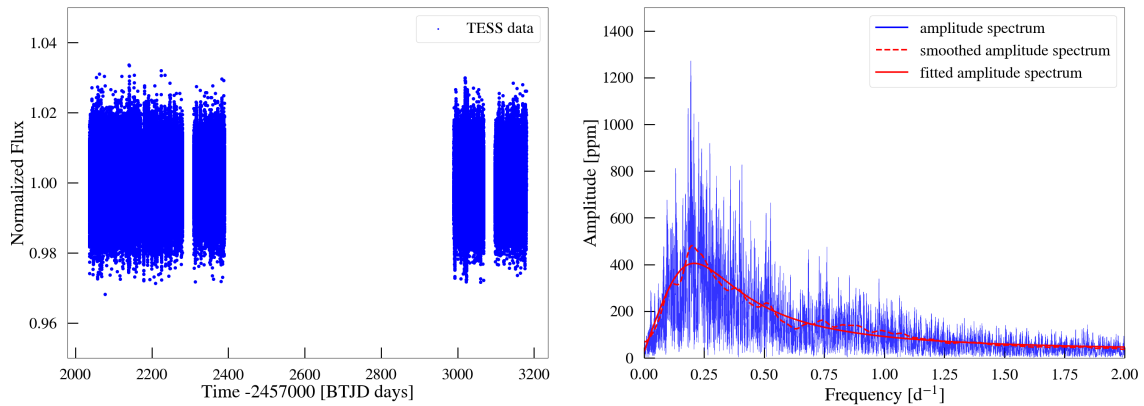 TESS data
1.04
1.02
1.00
0.98
0.96
Normalized Flux
2000 2200 2400 2600 2800 3000 3200
Time -2457000 [BTJD days]
amplitude spectrum
smoothed amplitude spectrum
fitted amplitude spectrum
1400
1200
1000
800
600
400
200
0
Amplitude [ppm]
0.00 0.25 0.50 0.75 1.00 1.25 1.50 1.75 2.00
Frequency [d⁻¹]